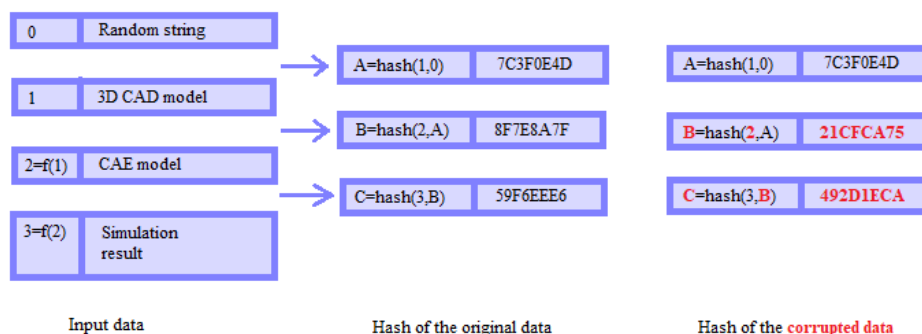 0 Random string
1 3D CAD model
2=f(1) CAE model
3=f(2) Simulation
result
Input data
A=hash(1,0) 7C3F0E4D
B=hash(2,A) 8F7E8A7F
C=hash(3,B) 59F6EEE6
Hash of the original data
A=hash(1,0) 7C3F0E4D
B=hash(2,A) 21CFCA75
C=hash(3,B) 492D1ECA
Hash of the corrupted data